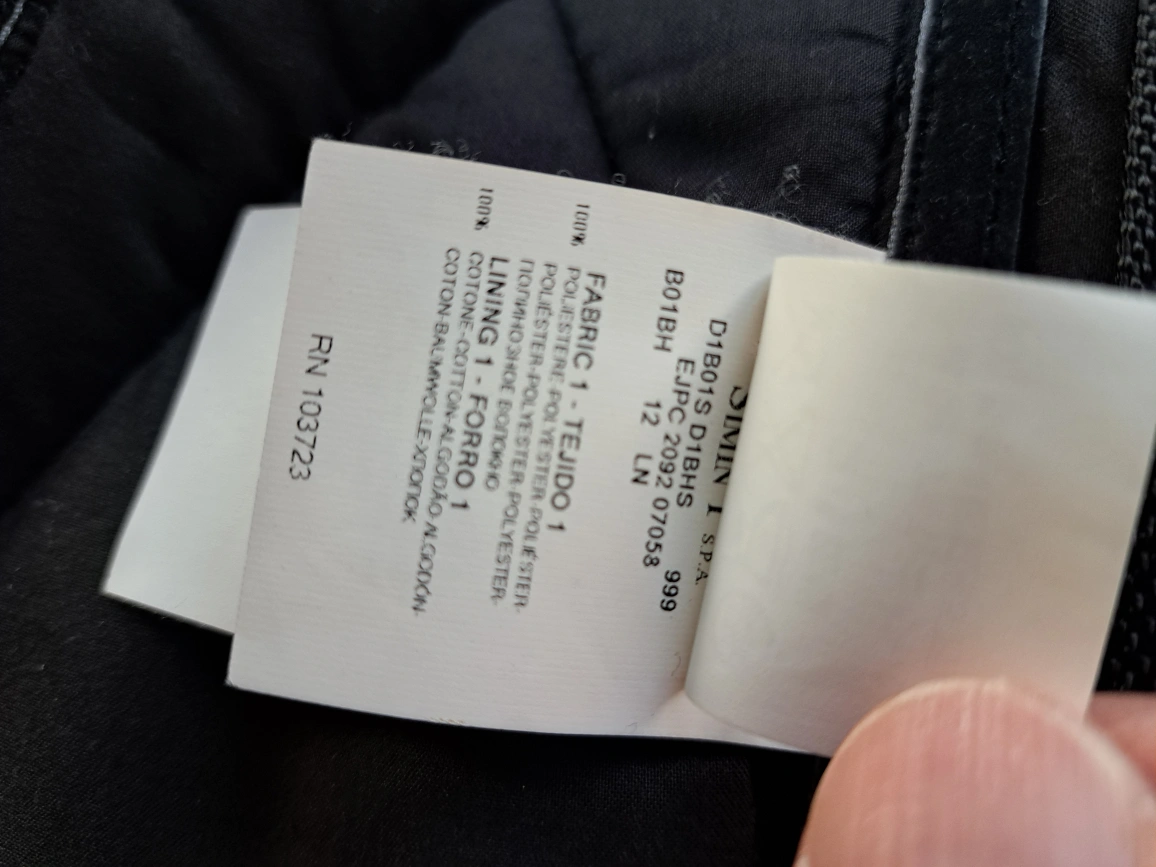 S.P.A.
D1B01S D1BHS 999
EJPC 2092 07058
B01BH 12 LN
FABRIC 1 - TEJIDO 1
100% POLIESTERE-POLYESTER-POLIÉSTER-
POLIÉSTER-POLYESTER-POLYESTER-
LINING 1 - FORRO 1
100% COTONE-COTTON-ALGODÃO-ALGODÓN-
COTON-BAUMWOLLE-ХЛОПОК
RN 103723